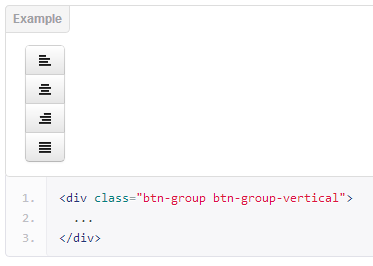 Example
1. <div class="btn-group btn-group-vertical">
2.   ...
3. </div>